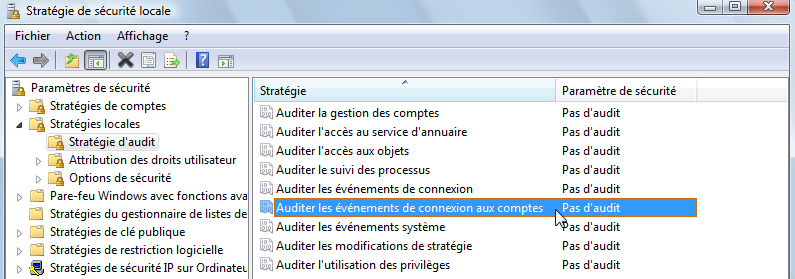 Stratégie de sécurité locale
Fichier Action Affichage ?
Paramètres de sécurité
Stratégies de comptes
Stratégies locales
Stratégie d'audit
Attribution des droits utilisateur
Options de sécurité
Pare-feu Windows avec fonctions ava
Stratégies du gestionnaire de listes de
Stratégies de clé publique
Stratégies de restriction logicielle
Stratégies de sécurité IP sur Ordinateu
Stratégie Paramètre de sécurité
Auditer la gestion des comptes Pas d'audit
Auditer l'accès au service d'annuaire Pas d'audit
Auditer l'accès aux objets Pas d'audit
Auditer le suivi des processus Pas d'audit
Auditer les événements de connexion Pas d'audit
Auditer les événements de connexion aux comptes Pas d'audit
Auditer les événements système Pas d'audit
Auditer les modifications de stratégie Pas d'audit
Auditer l'utilisation des privilèges Pas d'audit